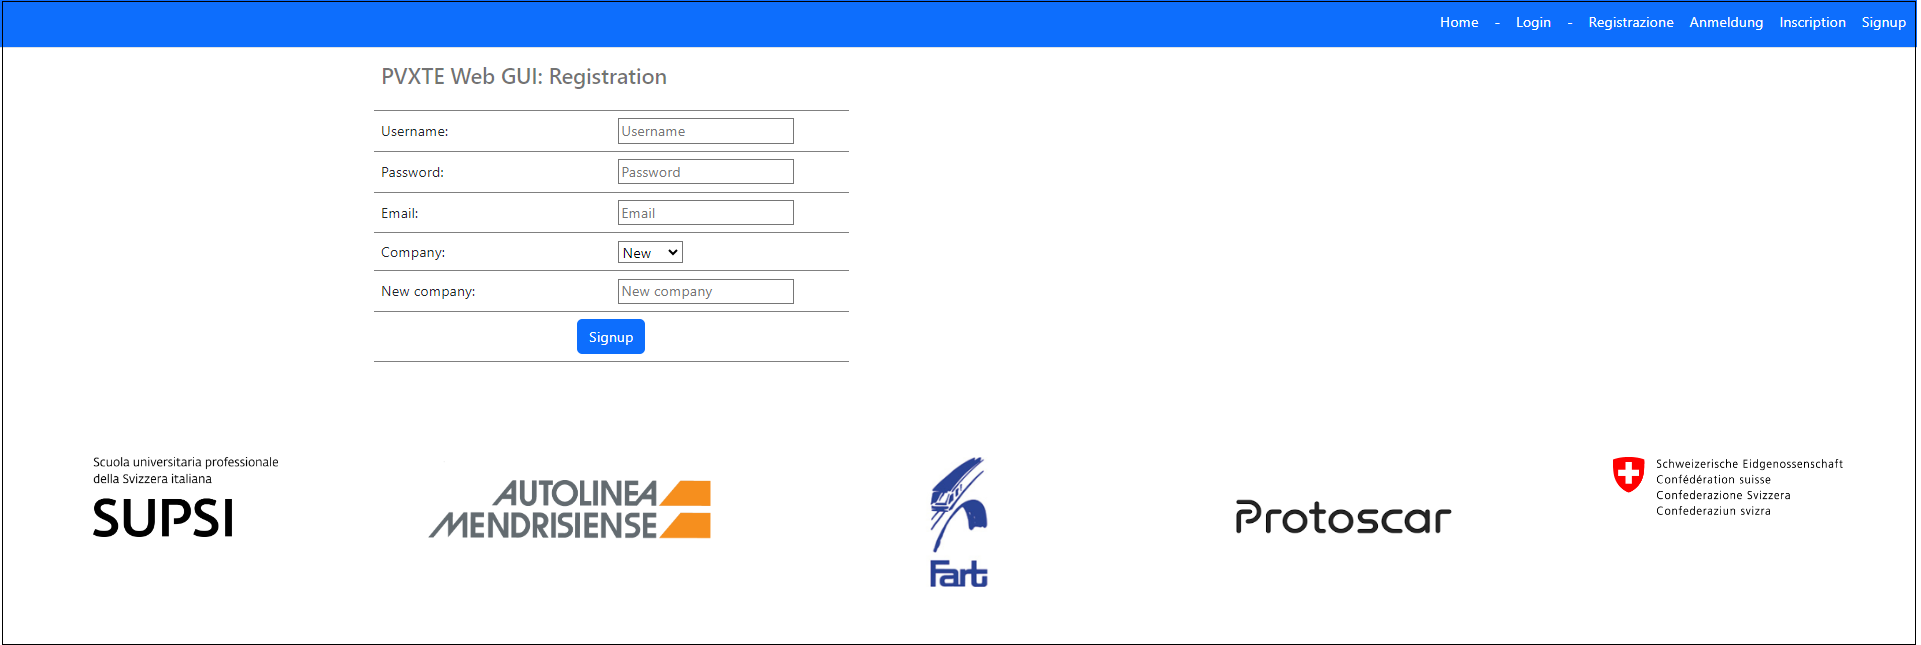 Home - Login - Registrazione Anmeldung Inscription Signup
PVXTE Web GUI: Registration
Username: Username
Password: Password
Email: Email
Company: New
New company: New company
Signup
Scuola universitaria professionale
della Svizzera italiana
SUPSI
AUTOLINEA
MENDRISIENSE
Fart
Protoscar
Schweizerische Eidgenossenschaft
Confédération suisse
Confederazione Svizzera
Confederaziun svizra